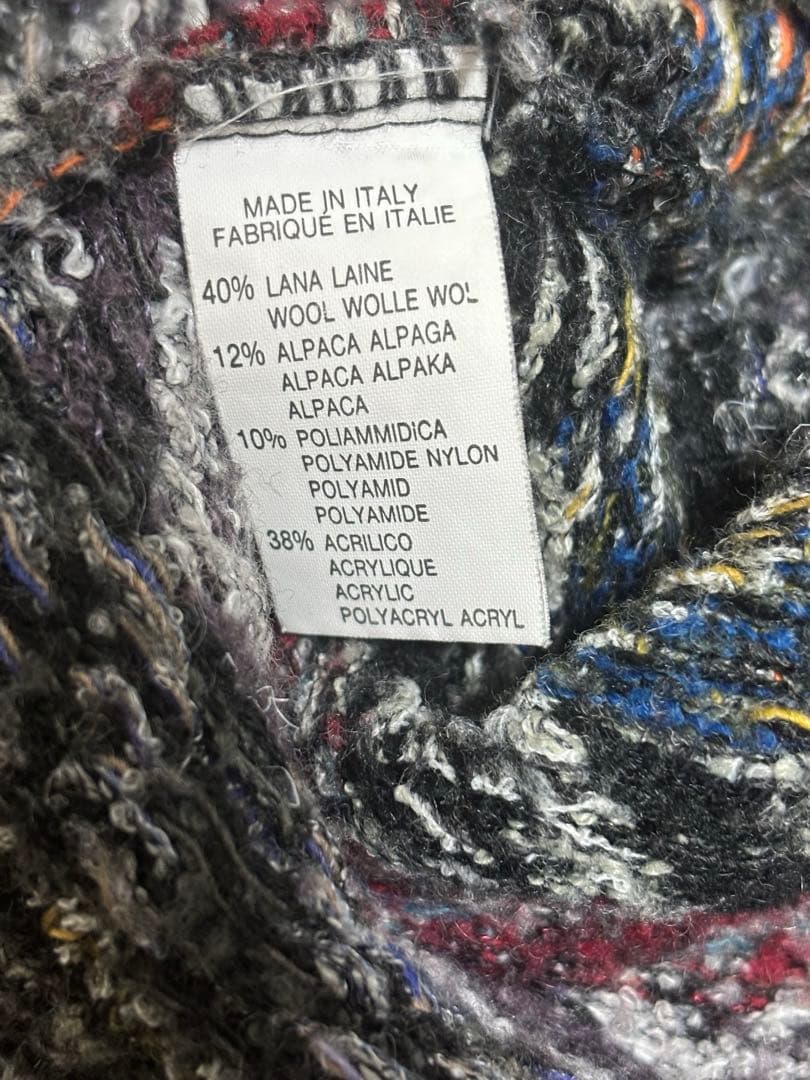 MADE IN ITALY
FABRIQUÉ EN ITALIE
40% LANA LAINE
WOOL WOLLE WOL
12% ALPACA ALPAGA
ALPACA ALPAKA
ALPACA
10% POLIAMMIDiCA
POLYAMIDE NYLON
POLYAMID
POLYAMIDE
38% ACRILICO
ACRYLIQUE
ACRYLIC
POLYACRYL ACRYL